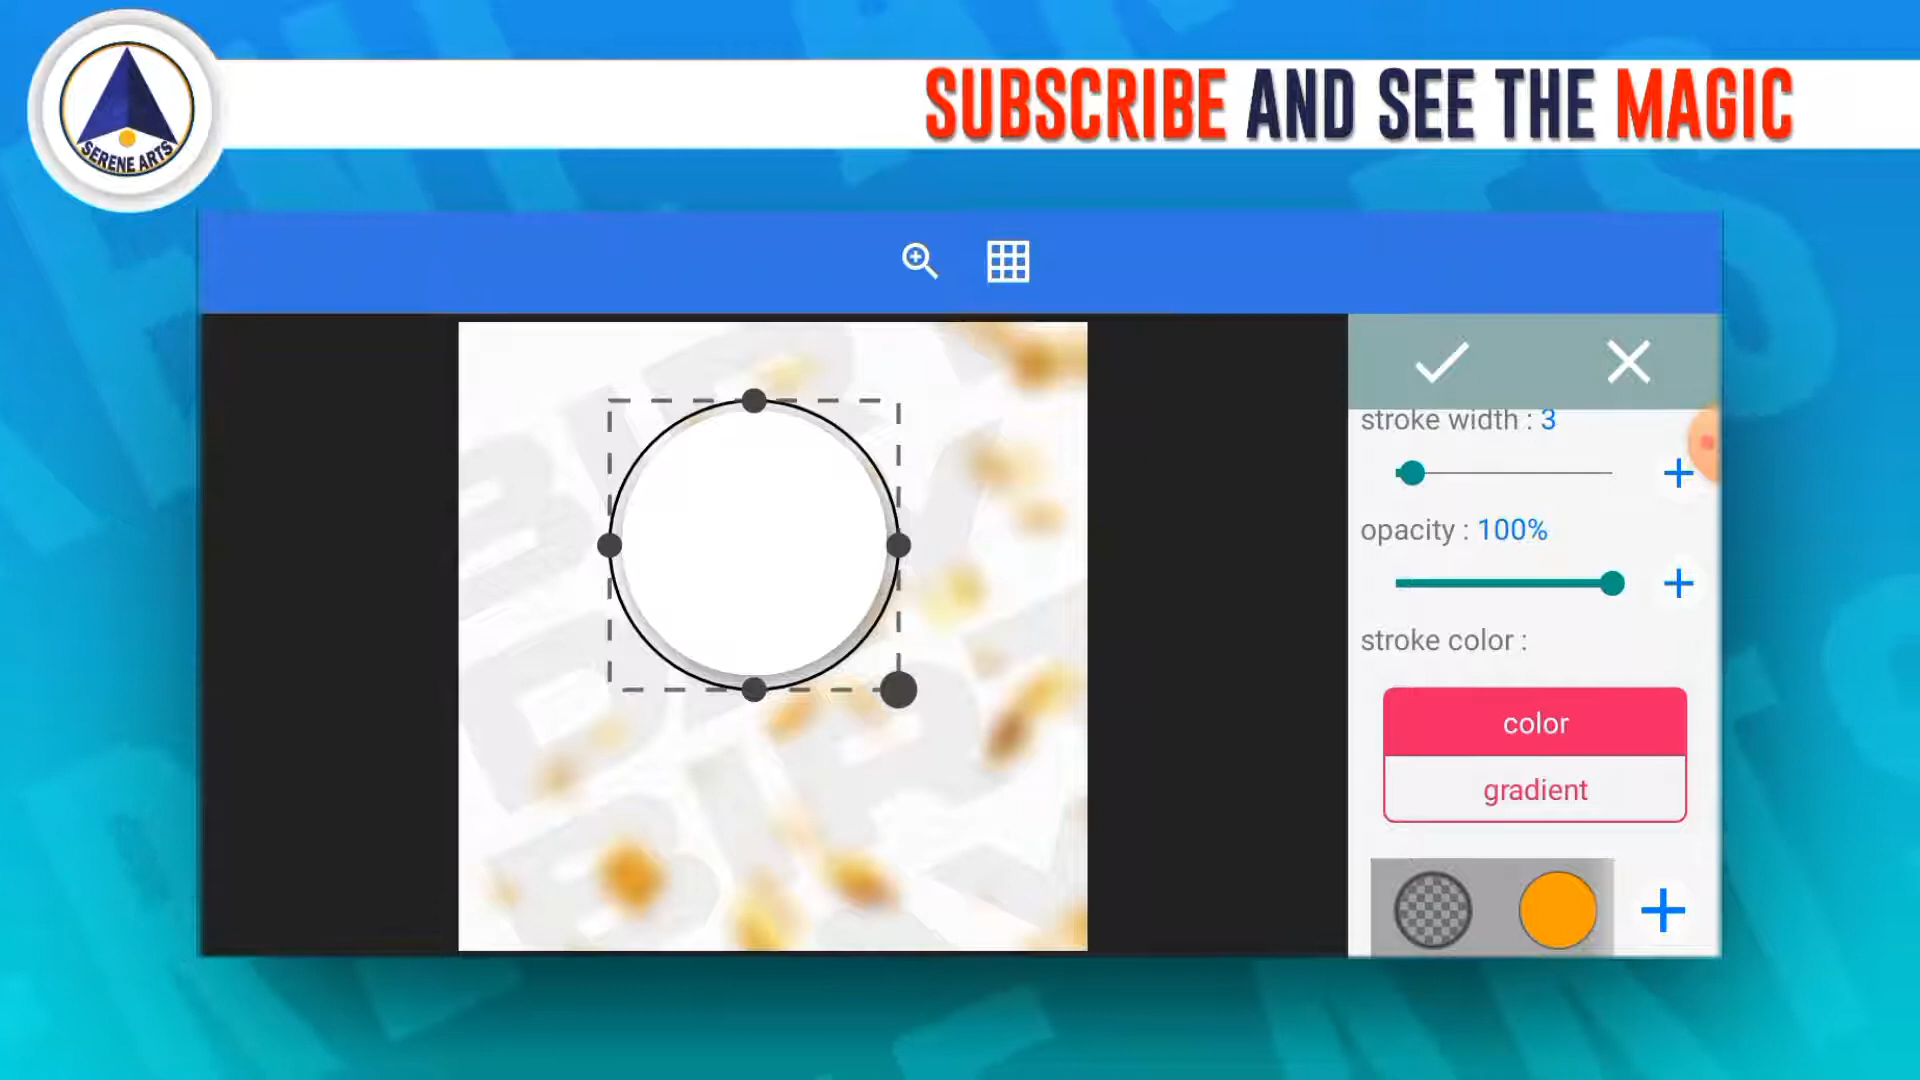 SUBSCRIBE AND SEE THE MAGIC
SERENE ARTS
stroke width : 3
opacity : 100%
stroke color :
color
gradient